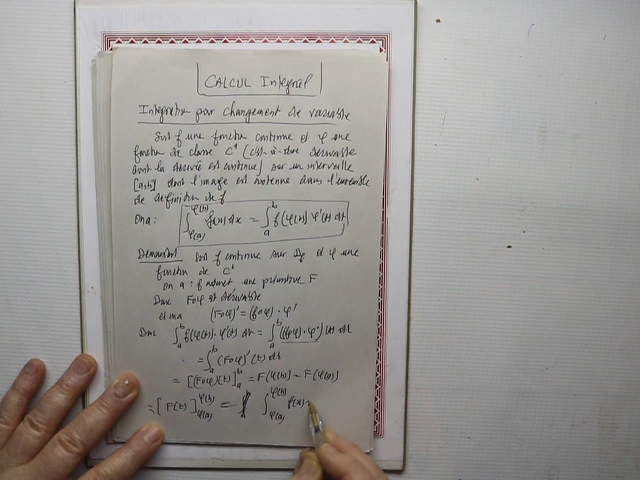 CALCUL Integral
Integration par changement de variable
Soit f une fonction continue et φ une
fonction de classe C¹ (c'est-à-dire dérivable
dont la dérivée est continue) sur un intervalle
[a,b] dont l'image est contenue dans l'ensemble
de definition de f
On a : ∫_{φ(a)}^{φ(b)} f(x) dx = ∫_a^b f(φ(t)) φ'(t) dt
Soit f continue sur Df et φ une
fonction de C¹
on a : f admet une primitive F
Donc Foφ est dérivable
et on a (Foφ)' = (foφ) · φ'
Donc ∫_a^b f(φ(t)) · φ'(t) dt = ∫_a^b ((foφ) · φ')(t) dt
= ∫_a^b (Foφ)'(t) dt
= [(Foφ)(t)]_a^b = F(φ(b)) - F(φ(a))
= [F(t)]_{φ(a)}^{φ(b)} = ∫_{φ(a)}^{φ(b)} f(x)